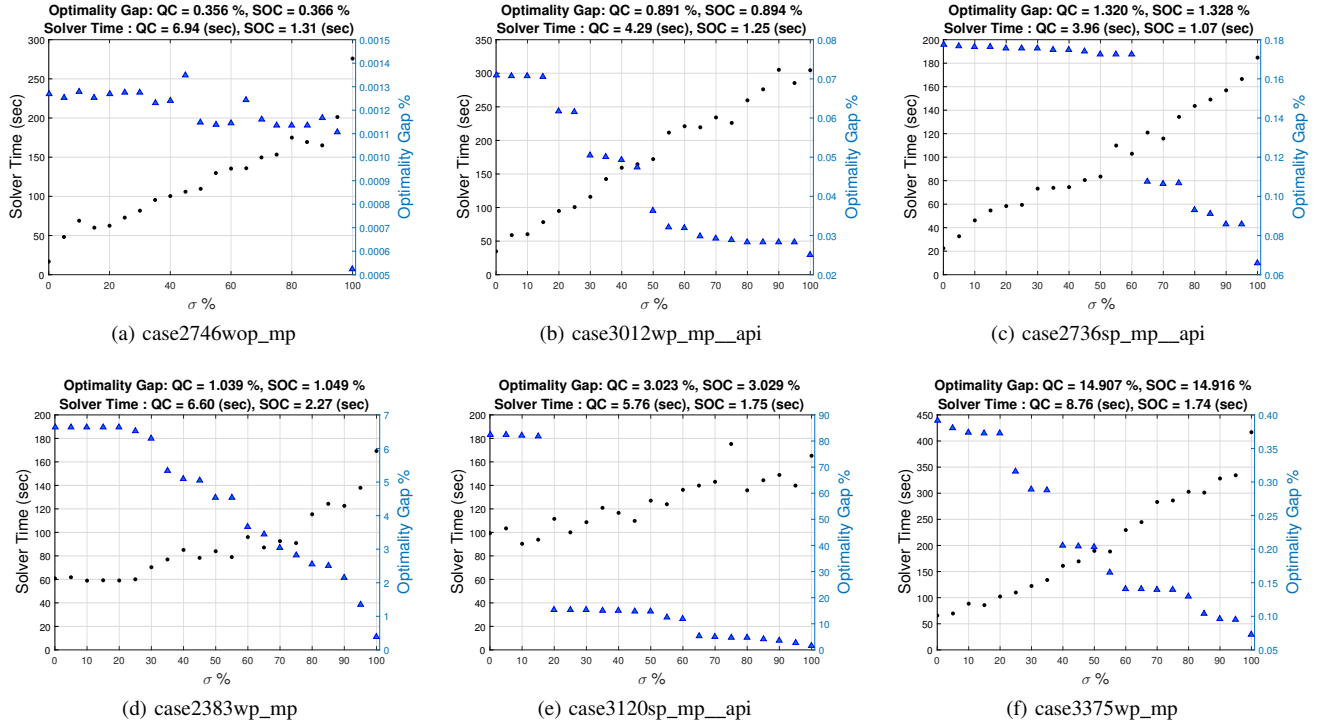 Optimality Gap: QC = 0.356 %, SOC = 0.366 %
Solver Time : QC = 6.94 (sec), SOC = 1.31 (sec)
300
250
200
150
100
50
0
Solver Time (sec)
0.0015
0.0014
0.0013
0.0012
0.0011
0.0010
0.0009
0.0008
0.0007
0.0006
0.0005
Optimality Gap %
0 20 40 60 80 100
σ %
(a) case2746wop_mp
Optimality Gap: QC = 0.891 %, SOC = 0.894 %
Solver Time : QC = 4.29 (sec), SOC = 1.25 (sec)
350
300
250
200
150
100
50
0
Solver Time (sec)
0.08
0.07
0.06
0.05
0.04
0.03
0.02
Optimality Gap %
0 10 20 30 40 50 60 70 80 90 100
σ %
(b) case3012wp_mp__api
Optimality Gap: QC = 1.320 %, SOC = 1.328 %
Solver Time : QC = 3.96 (sec), SOC = 1.07 (sec)
200
180
160
140
120
100
80
60
40
20
0
Solver Time (sec)
0.18
0.16
0.14
0.12
0.10
0.08
0.06
Optimality Gap %
0 10 20 30 40 50 60 70 80 90 100
σ %
(c) case2736sp_mp__api
Optimality Gap: QC = 1.039 %, SOC = 1.049 %
Solver Time : QC = 6.60 (sec), SOC = 2.27 (sec)
200
180
160
140
120
100
80
60
40
20
0
Solver Time (sec)
7
6
5
4
3
2
1
0
Optimality Gap %
0 10 20 30 40 50 60 70 80 90 100
σ %
(d) case2383wp_mp
Optimality Gap: QC = 3.023 %, SOC = 3.029 %
Solver Time : QC = 5.76 (sec), SOC = 1.75 (sec)
200
180
160
140
120
100
80
60
40
20
0
Solver Time (sec)
90
80
70
60
50
40
30
20
10
0
Optimality Gap %
0 10 20 30 40 50 60 70 80 90 100
σ %
(e) case3120sp_mp__api
Optimality Gap: QC = 14.907 %, SOC = 14.916 %
Solver Time : QC = 8.76 (sec), SOC = 1.74 (sec)
450
400
350
300
250
200
150
100
50
0
Solver Time (sec)
0.40
0.35
0.30
0.25
0.20
0.15
0.10
0.05
Optimality Gap %
0 10 20 30 40 50 60 70 80 90 100
σ %
(f) case3375wp_mp